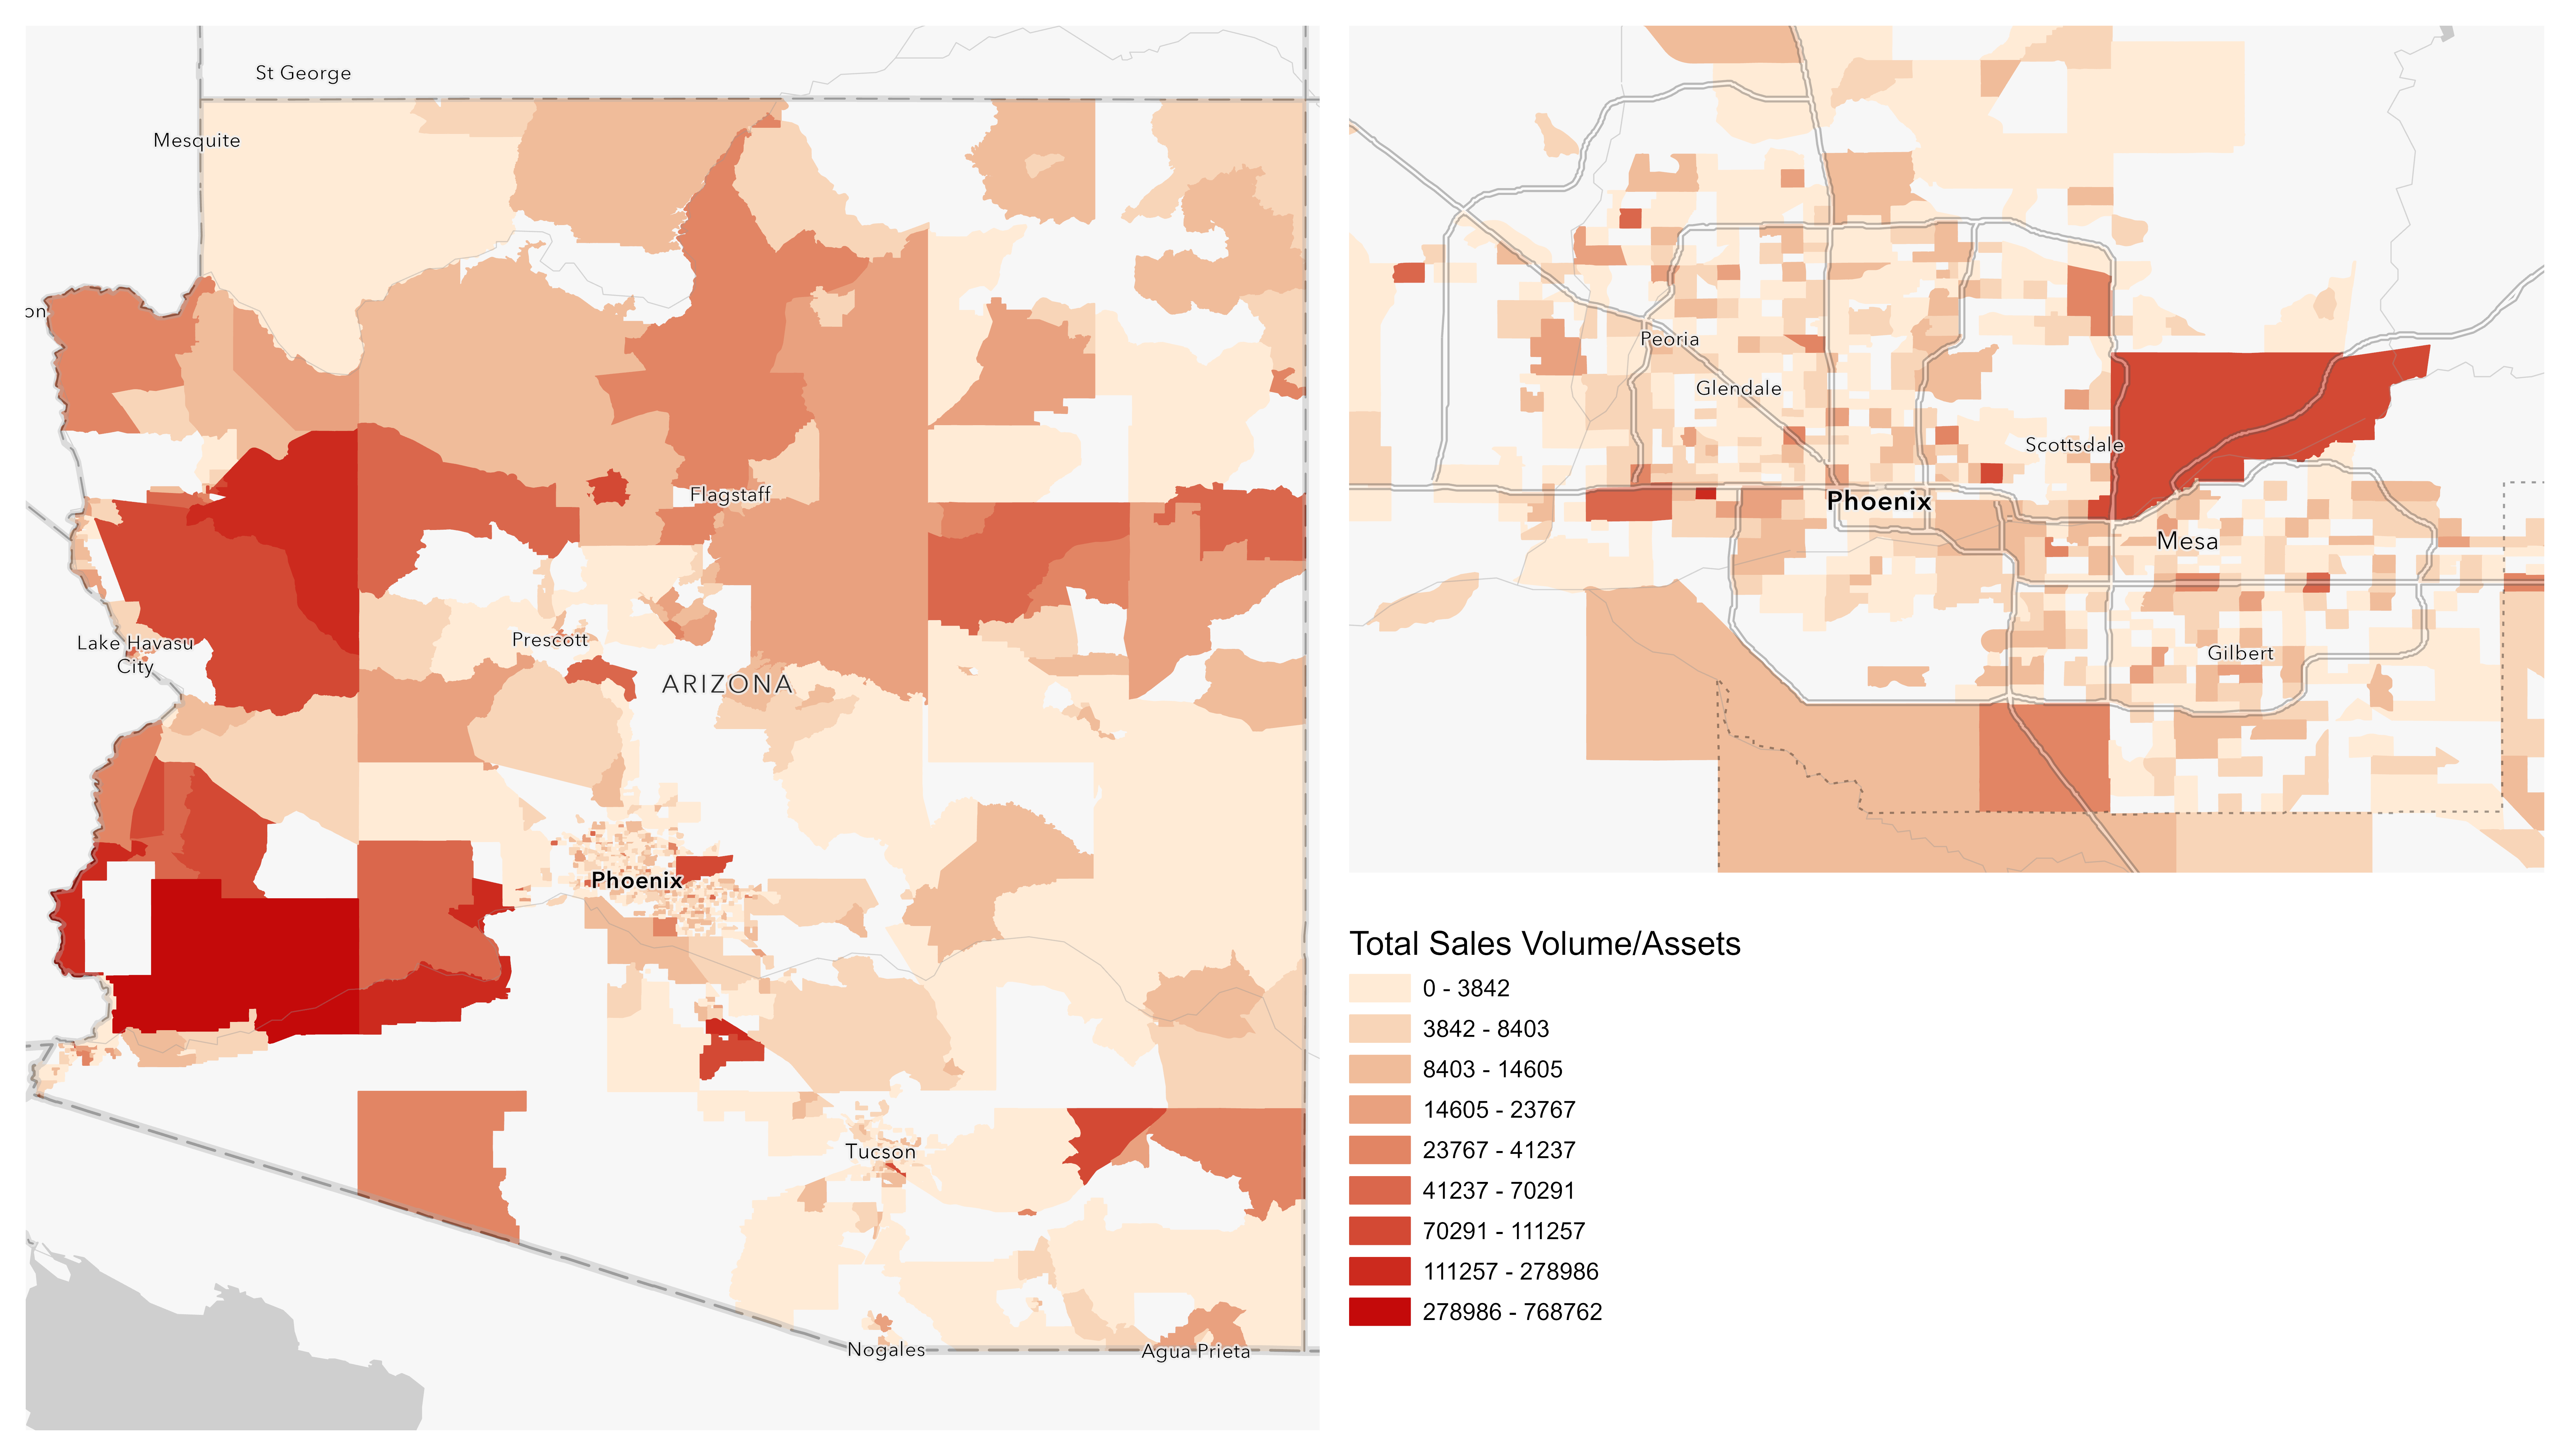 St George
Mesquite
on
Flagstaff
Prescott
Lake Havasu
City
ARIZONA
Phoenix
Tucson
Nogales
Agua Prieta
Peoria
Glendale
Scottsdale
Phoenix
Mesa
Gilbert
Total Sales Volume/Assets
0 - 3842
3842 - 8403
8403 - 14605
14605 - 23767
23767 - 41237
41237 - 70291
70291 - 111257
111257 - 278986
278986 - 768762